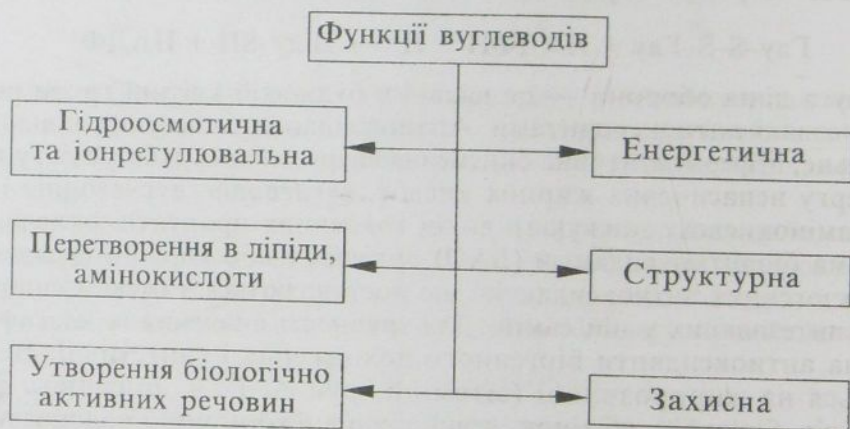 Функції вуглеводів
Гідроосмотична
та іонрегулювальна
Енергетична
Перетворення в ліпіди,
амінокислоти
Структурна
Утворення біологічно
активних речовин
Захисна